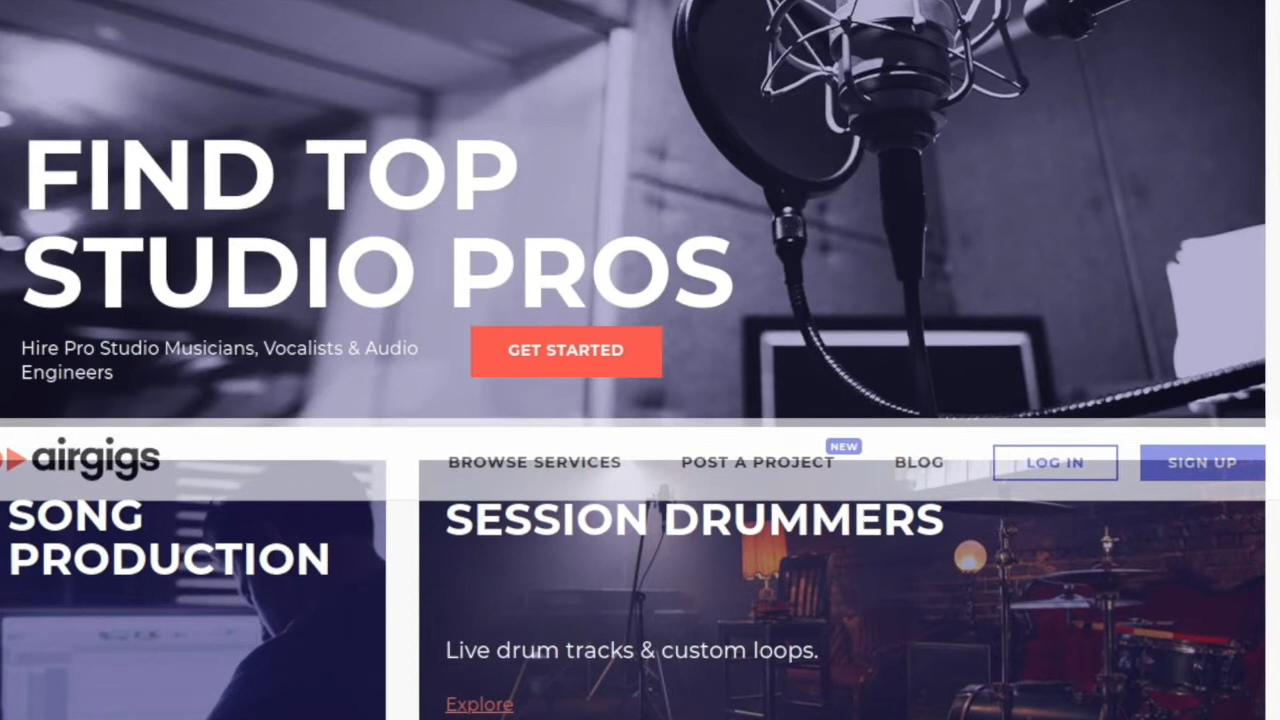 FIND TOP
STUDIO PROS
Hire Pro Studio Musicians, Vocalists & Audio
Engineers
GET STARTED
airgigs
BROWSE SERVICES
POST A PROJECT
NEW
BLOG
LOG IN
SIGN UP
SONG
PRODUCTION
SESSION DRUMMERS
Live drum tracks & custom loops.
Explore